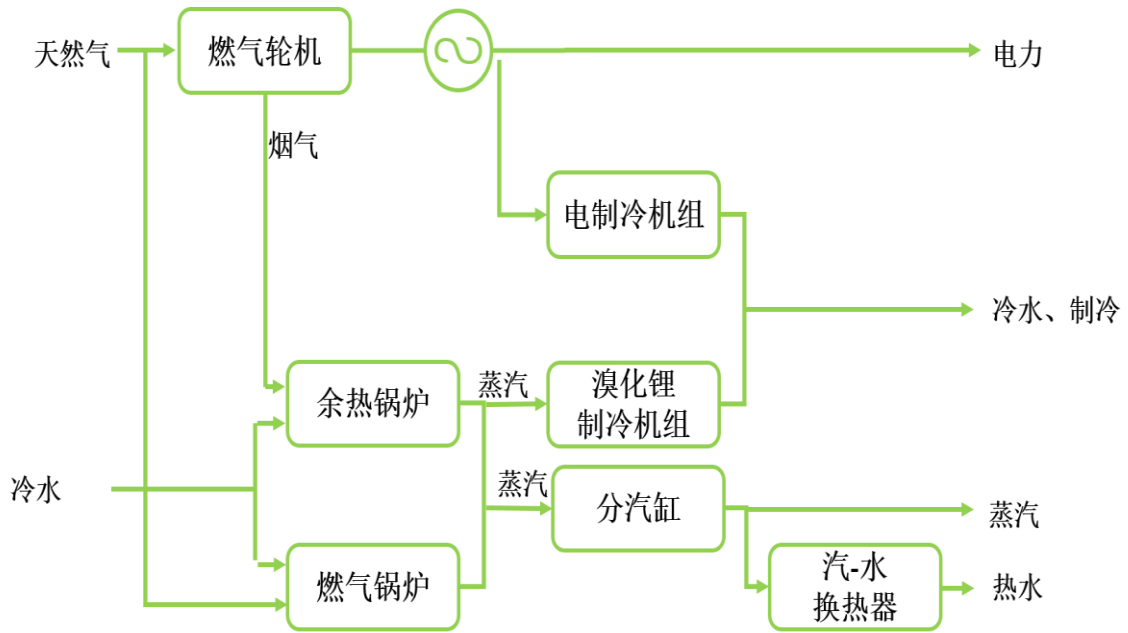 天然气
燃气轮机
电力
烟气
电制冷机组
冷水、制冷
余热锅炉
蒸汽
溴化锂
制冷机组
冷水
蒸汽
分汽缸
蒸汽
燃气锅炉
汽-水
换热器
热水